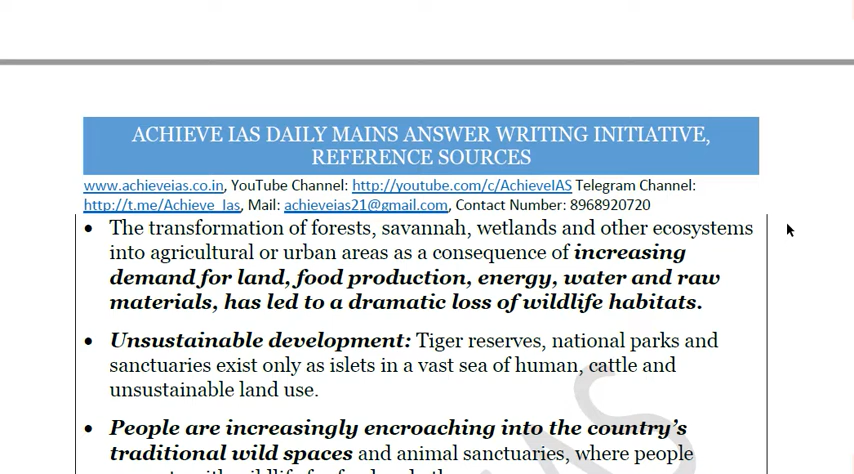 ACHIEVE IAS DAILY MAINS ANSWER WRITING INITIATIVE,
REFERENCE SOURCES
www.achieveias.co.in, YouTube Channel: http://youtube.com/c/AchieveIAS Telegram Channel:
http://t.me/Achieve_Ias, Mail: achieveias21@gmail.com, Contact Number: 8968920720
• The transformation of forests, savannah, wetlands and other ecosystems
into agricultural or urban areas as a consequence of increasing
demand for land, food production, energy, water and raw
materials, has led to a dramatic loss of wildlife habitats.
• Unsustainable development: Tiger reserves, national parks and
sanctuaries exist only as islets in a vast sea of human, cattle and
unsustainable land use.
• People are increasingly encroaching into the country's
traditional wild spaces and animal sanctuaries, where people